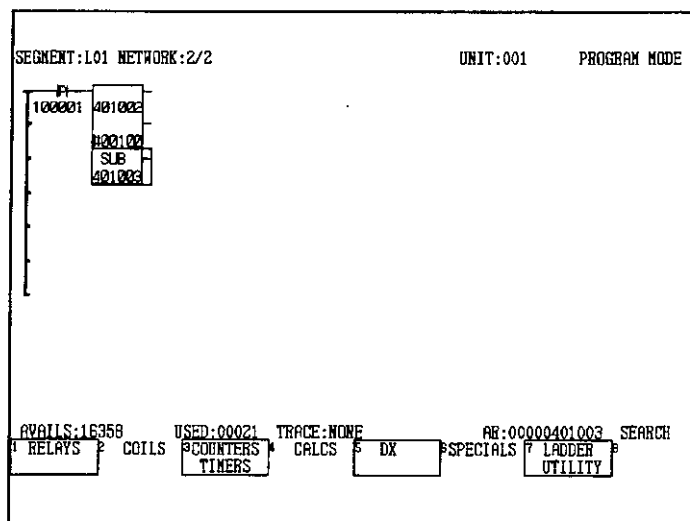 SEGMENT:L01 NETWORK:2/2 UNIT:001 PROGRAM MODE
P
100001 401002
#00100
SUB
401003
AVAILS:16358 USED:00021 TRACE:NONE AR:00000401003 SEARCH
1 RELAYS 2 COILS 3 COUNTERS TIMERS 4 CALCS 5 DX 6 SPECIALS 7 LADDER UTILITY 8